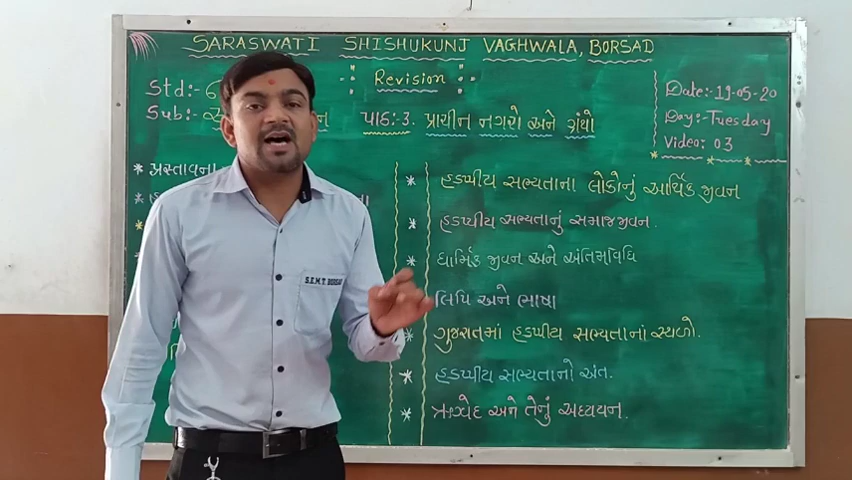 SARASWATI SHISHUKUNJ VAGHWALA, BORSAD
Std:- 6
-: Revision :-
Date:- 19-05-20
Sub:-
પાઠ:-3. પ્રાચીન નગરો અને ગ્રંથો
Day:- Tuesday
Video: 03
* પ્રસ્તાવના
* હડપ્પીય સભ્યતાના લોકોનું આર્થિક જીવન
* હડપ્પીય સભ્યતાનું સમાજજીવન.
* ધાર્મિક જીવન અને અંતિમવિધિ
* લિપિ અને ભાષા
* ગુજરાતમાં હડપ્પીય સભ્યતાનાં સ્થળો.
* હડપ્પીય સભ્યતાનો અંત.
* ઋગ્વેદ અને તેનું અધ્યયન.
S.E.M.T. BORSAD